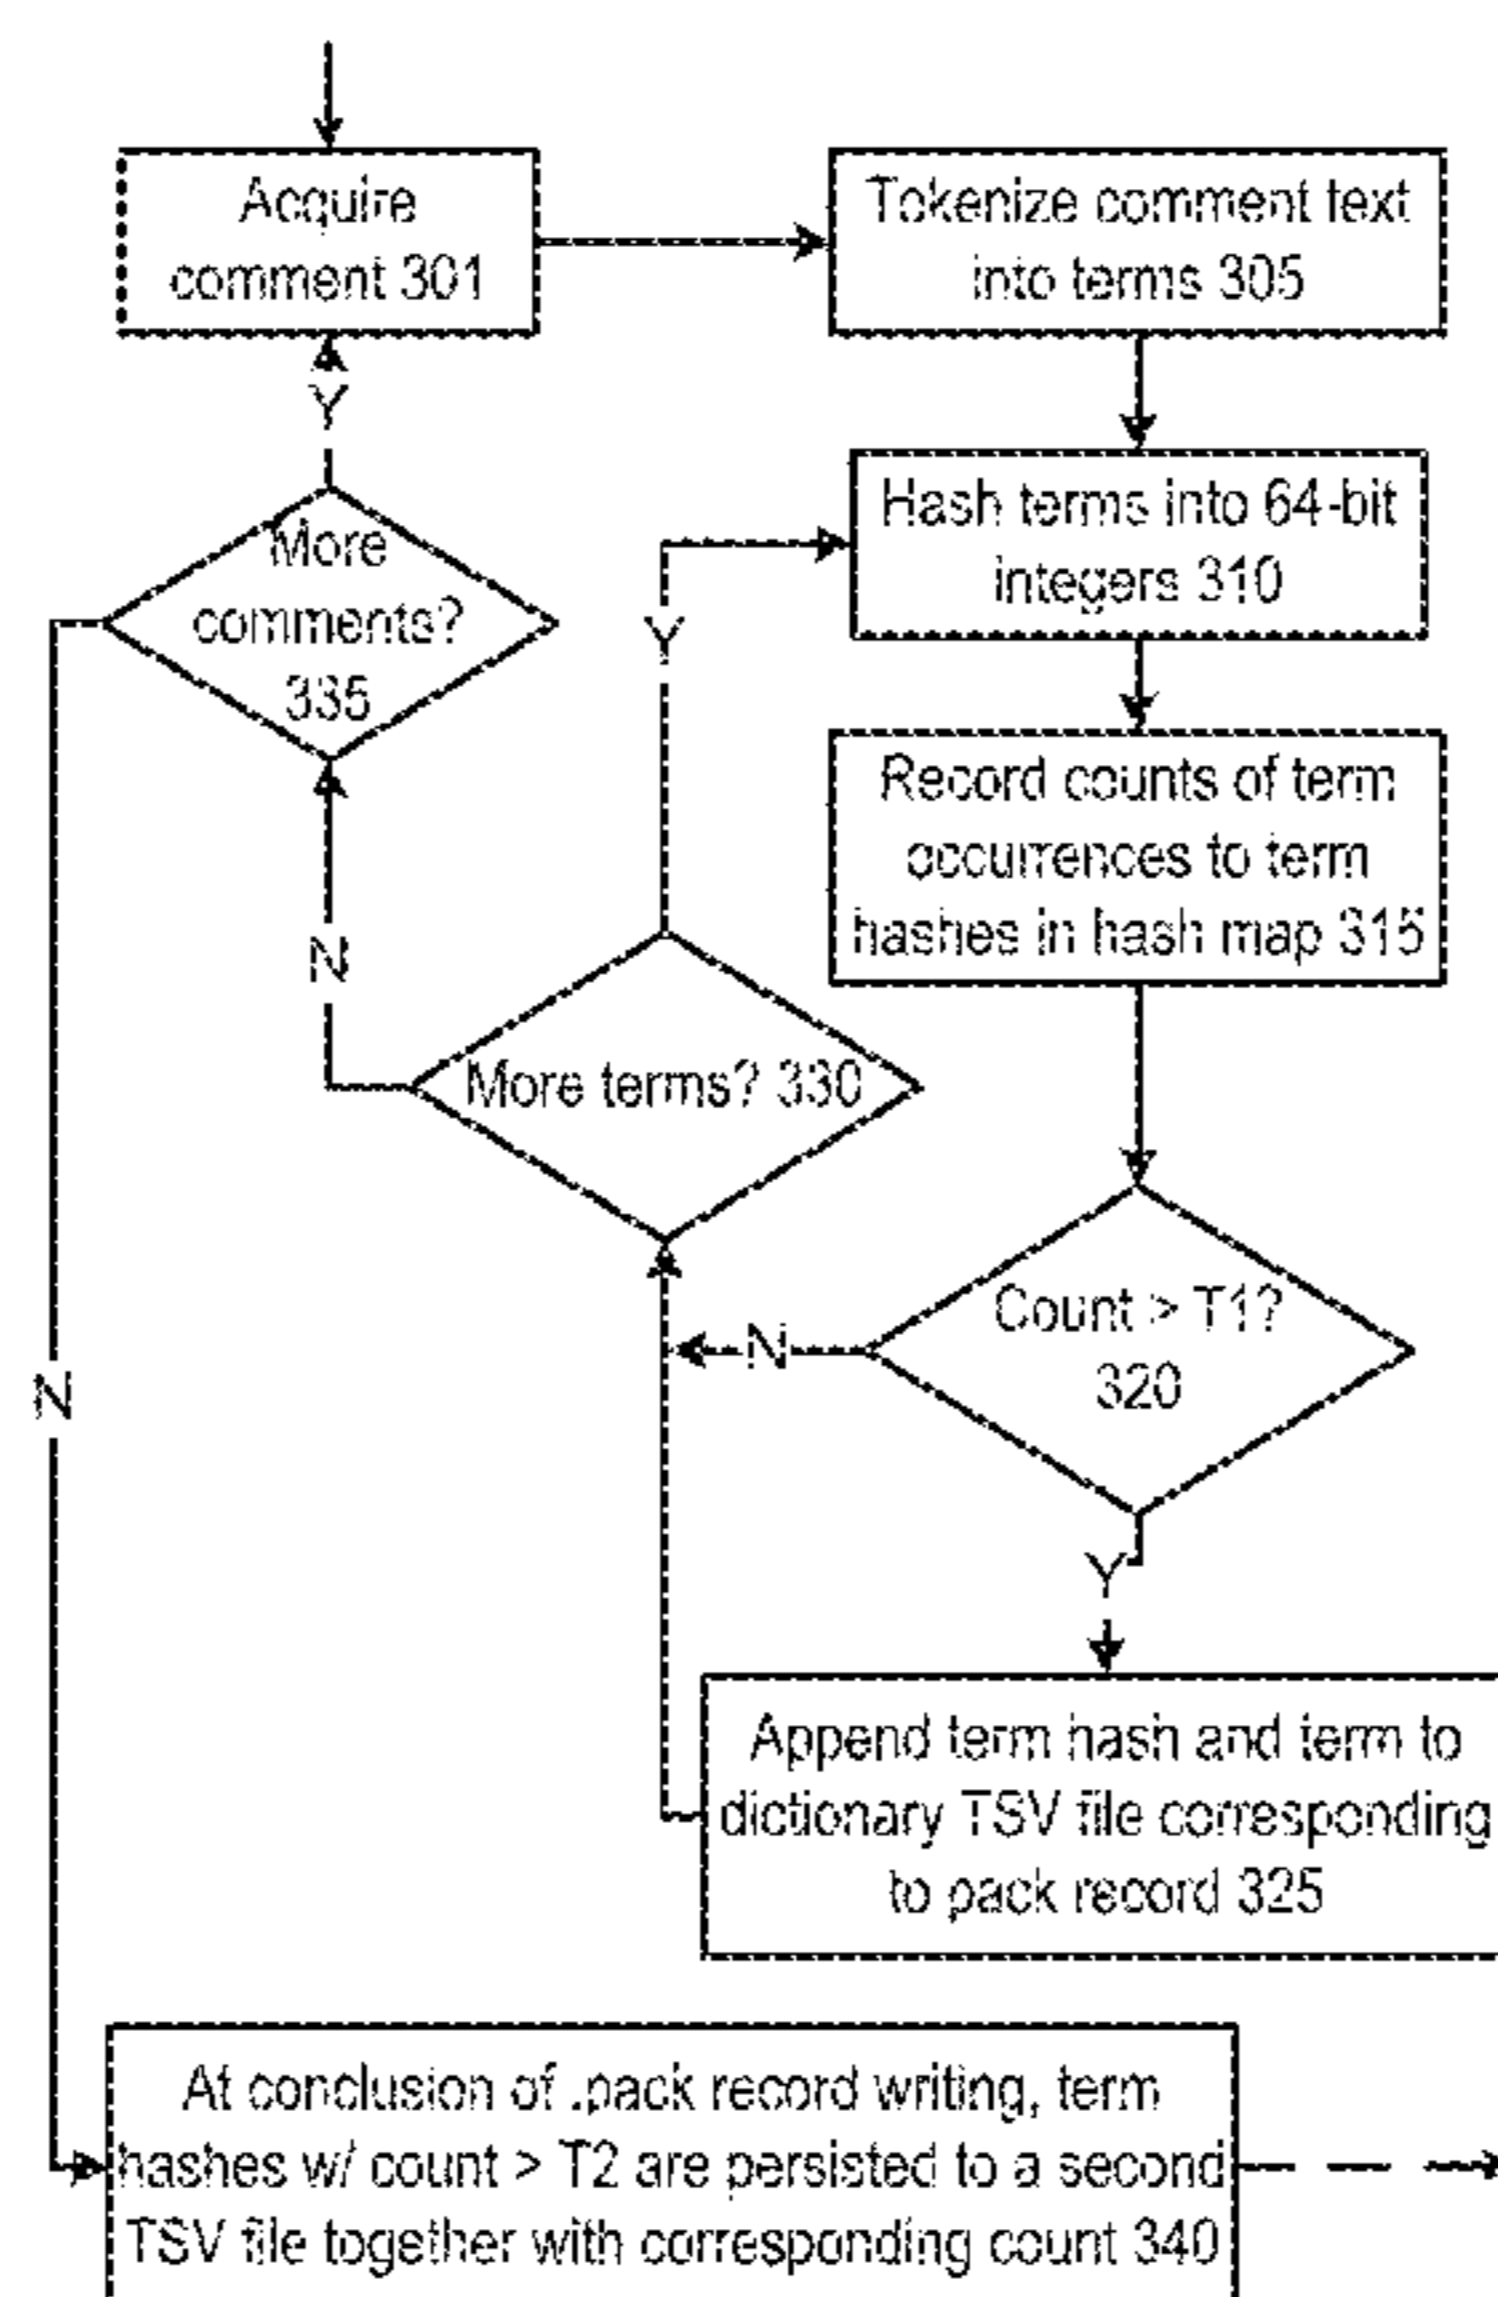 Acquire
comment 301
Tokenize comment text
into terms 305
Y
More
comments?
335
Hash terms into 64-bit
integers 310
Y
Record counts of term
occurrences to term
hashes in hash map 315
N
More terms? 330
Count > T1?
320
N
N
Y
Append term hash and term to
dictionary TSV file corresponding
to pack record 325
At conclusion of .pack record writing, term
hashes w/ count > T2 are persisted to a second
TSV file together with corresponding count 340